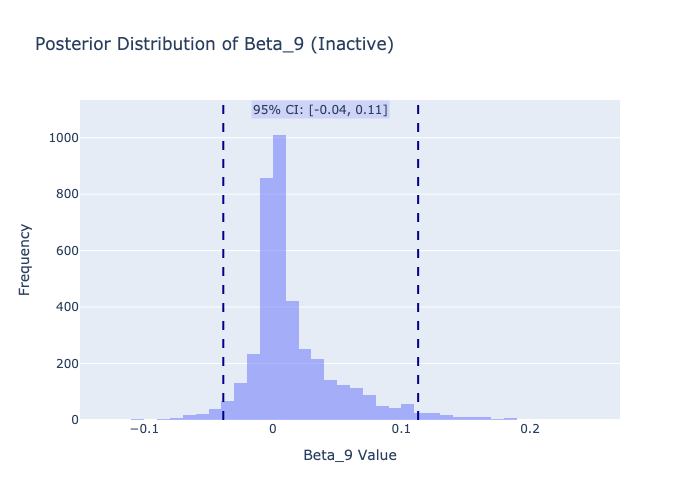 Posterior Distribution of Beta_9 (Inactive)
95% CI: [-0.04, 0.11]
1000
800
600
400
200
0
Frequency
−0.1
0
0.1
0.2
Beta_9 Value